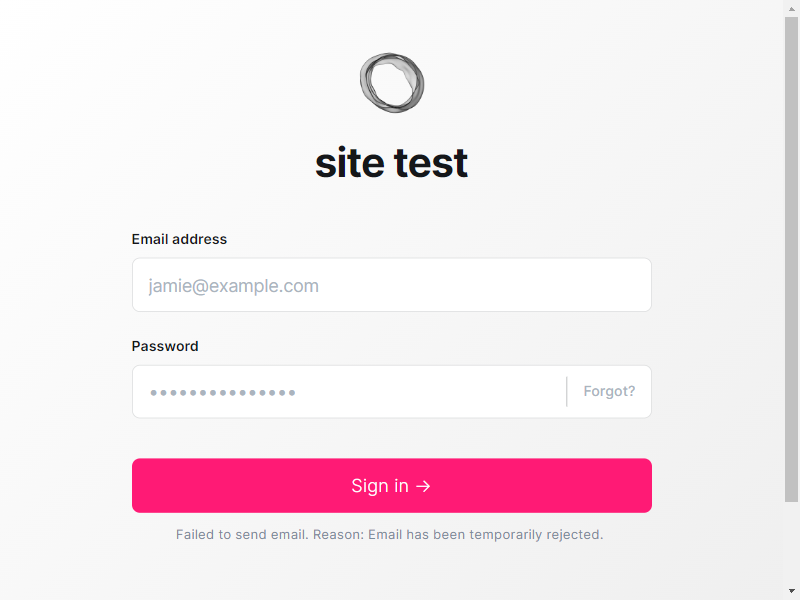 site test
Email address
jamie@example.com
Password
•••••••••••••••
Forgot?
Sign in →
Failed to send email. Reason: Email has been temporarily rejected.